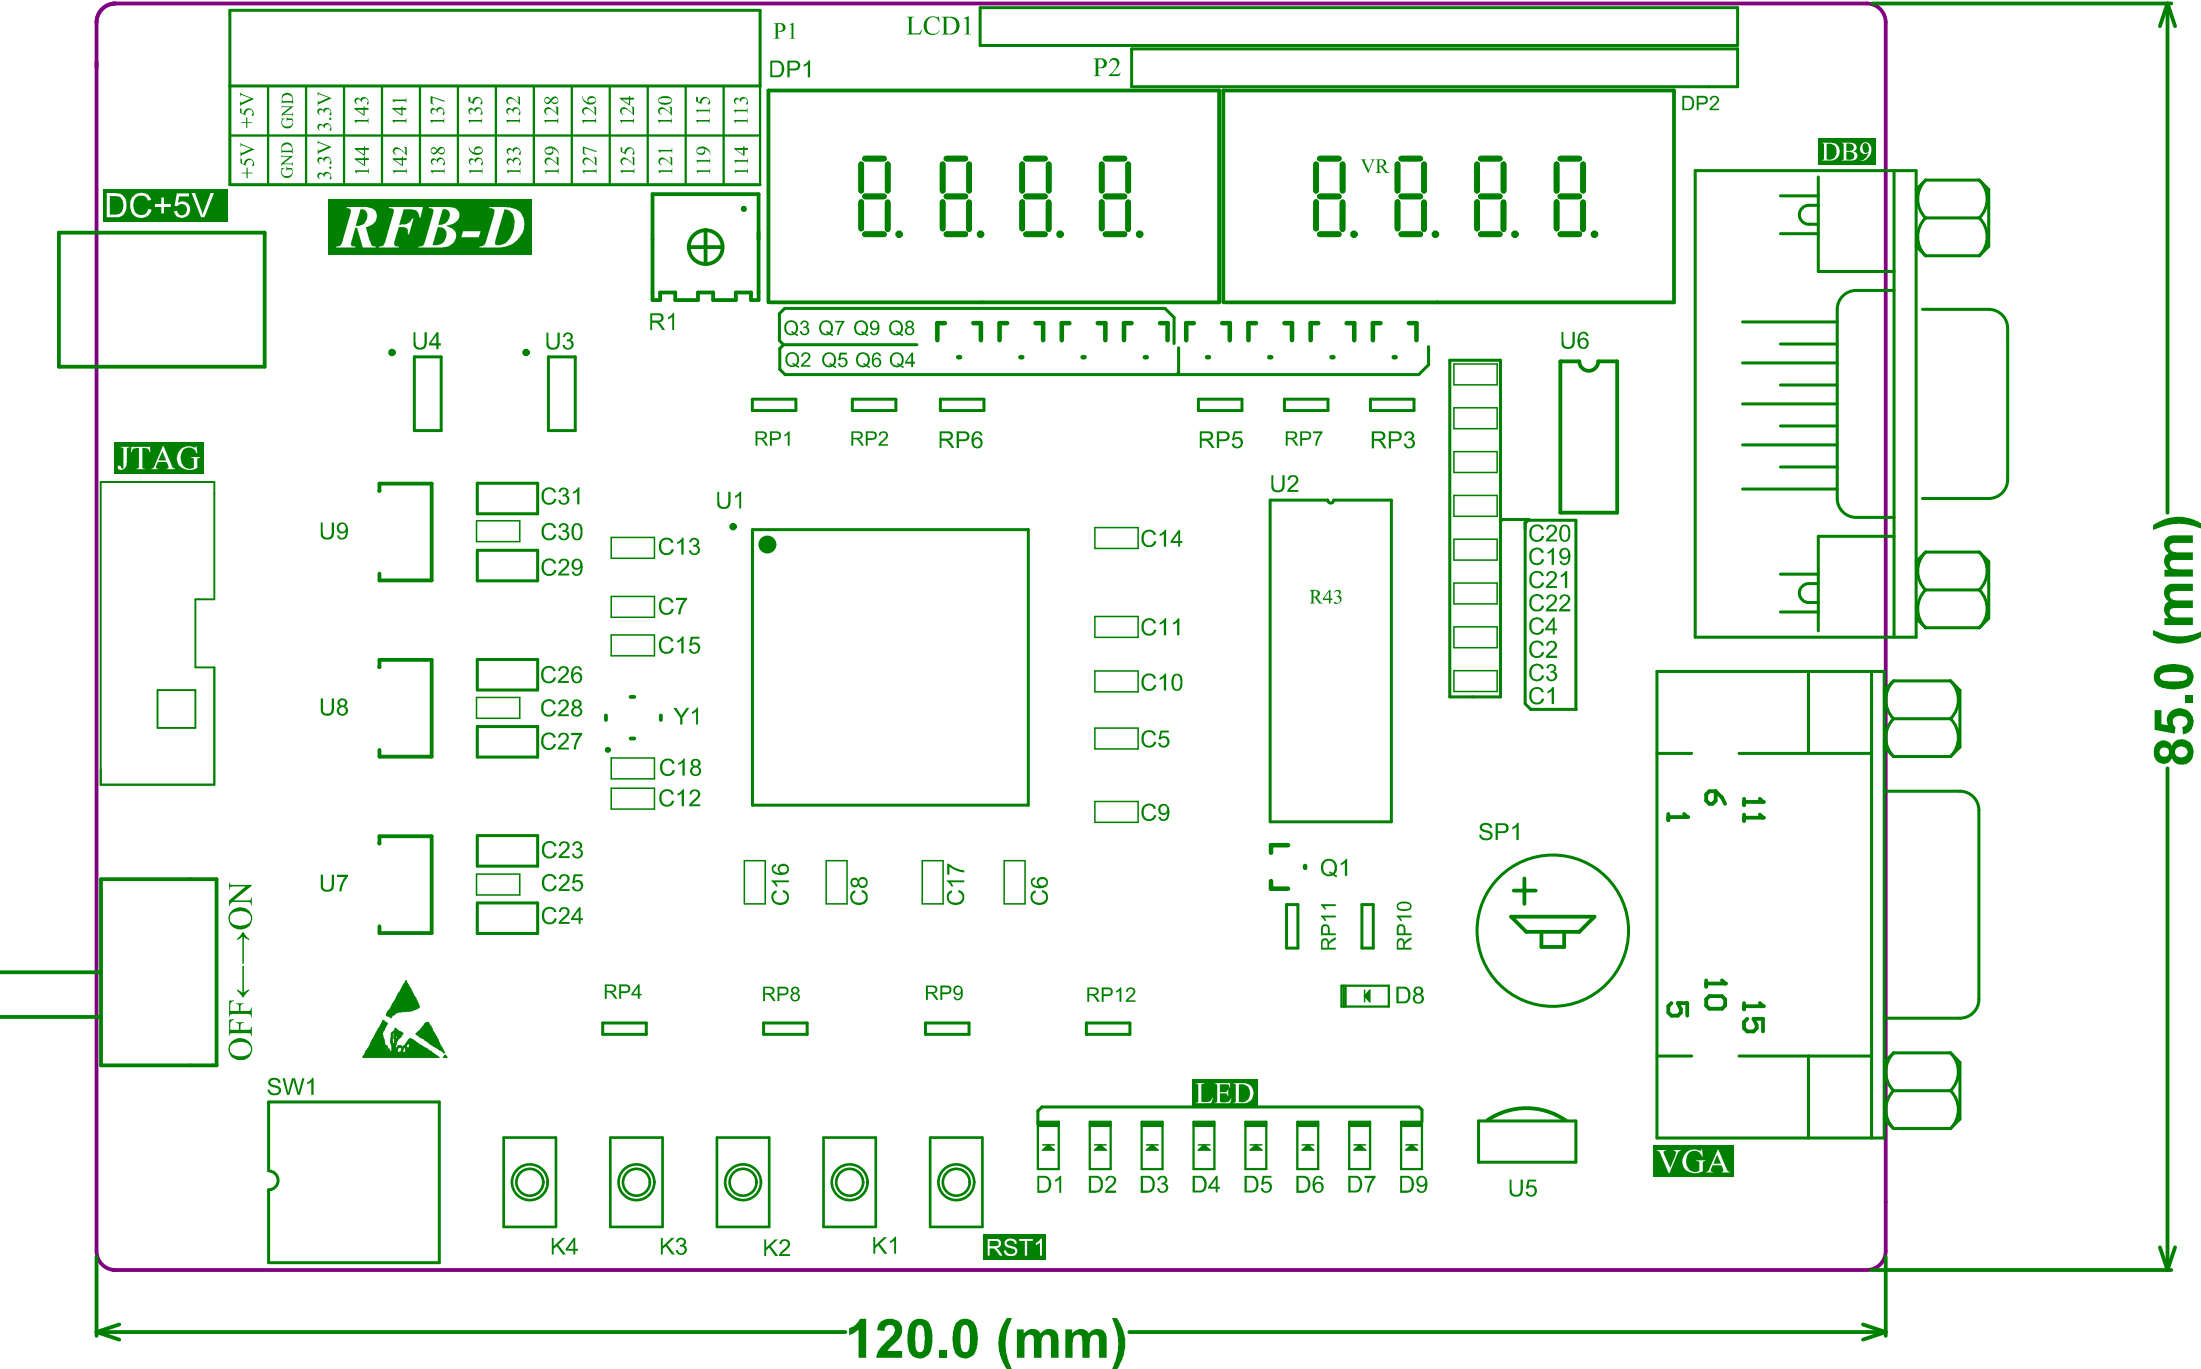 P1
LCD1
DP1
P2
DP2
+5V GND 3.3V 143 141 137 135 132 128 126 124 120 115 113
+5V GND 3.3V 144 142 138 136 133 129 127 125 121 119 114
DB9
VR
DC+5V
RFB-D
R1
Q3 Q7 Q9 Q8
Q2 Q5 Q6 Q4
U4
U3
U6
RP1
RP2
RP6
RP5
RP7
RP3
JTAG
U1
U2
U9
C31
C30
C29
C13
C14
C20
C19
C21
C22
C4
C2
C3
C1
R43
C7
C15
C11
C10
U8
C26
C28
C27
Y1
C5
C18
C12
C9
85.0 (mm)
6
11
1
SP1
U7
C23
C25
C24
C16
C8
C17
C6
Q1
+
RP11
RP10
OFF←→ON
RP4
RP8
RP9
RP12
D8
5
10
15
SW1
LED
D1
D2
D3
D4
D5
D6
D7
D9
U5
VGA
K4
K3
K2
K1
RST1
120.0 (mm)